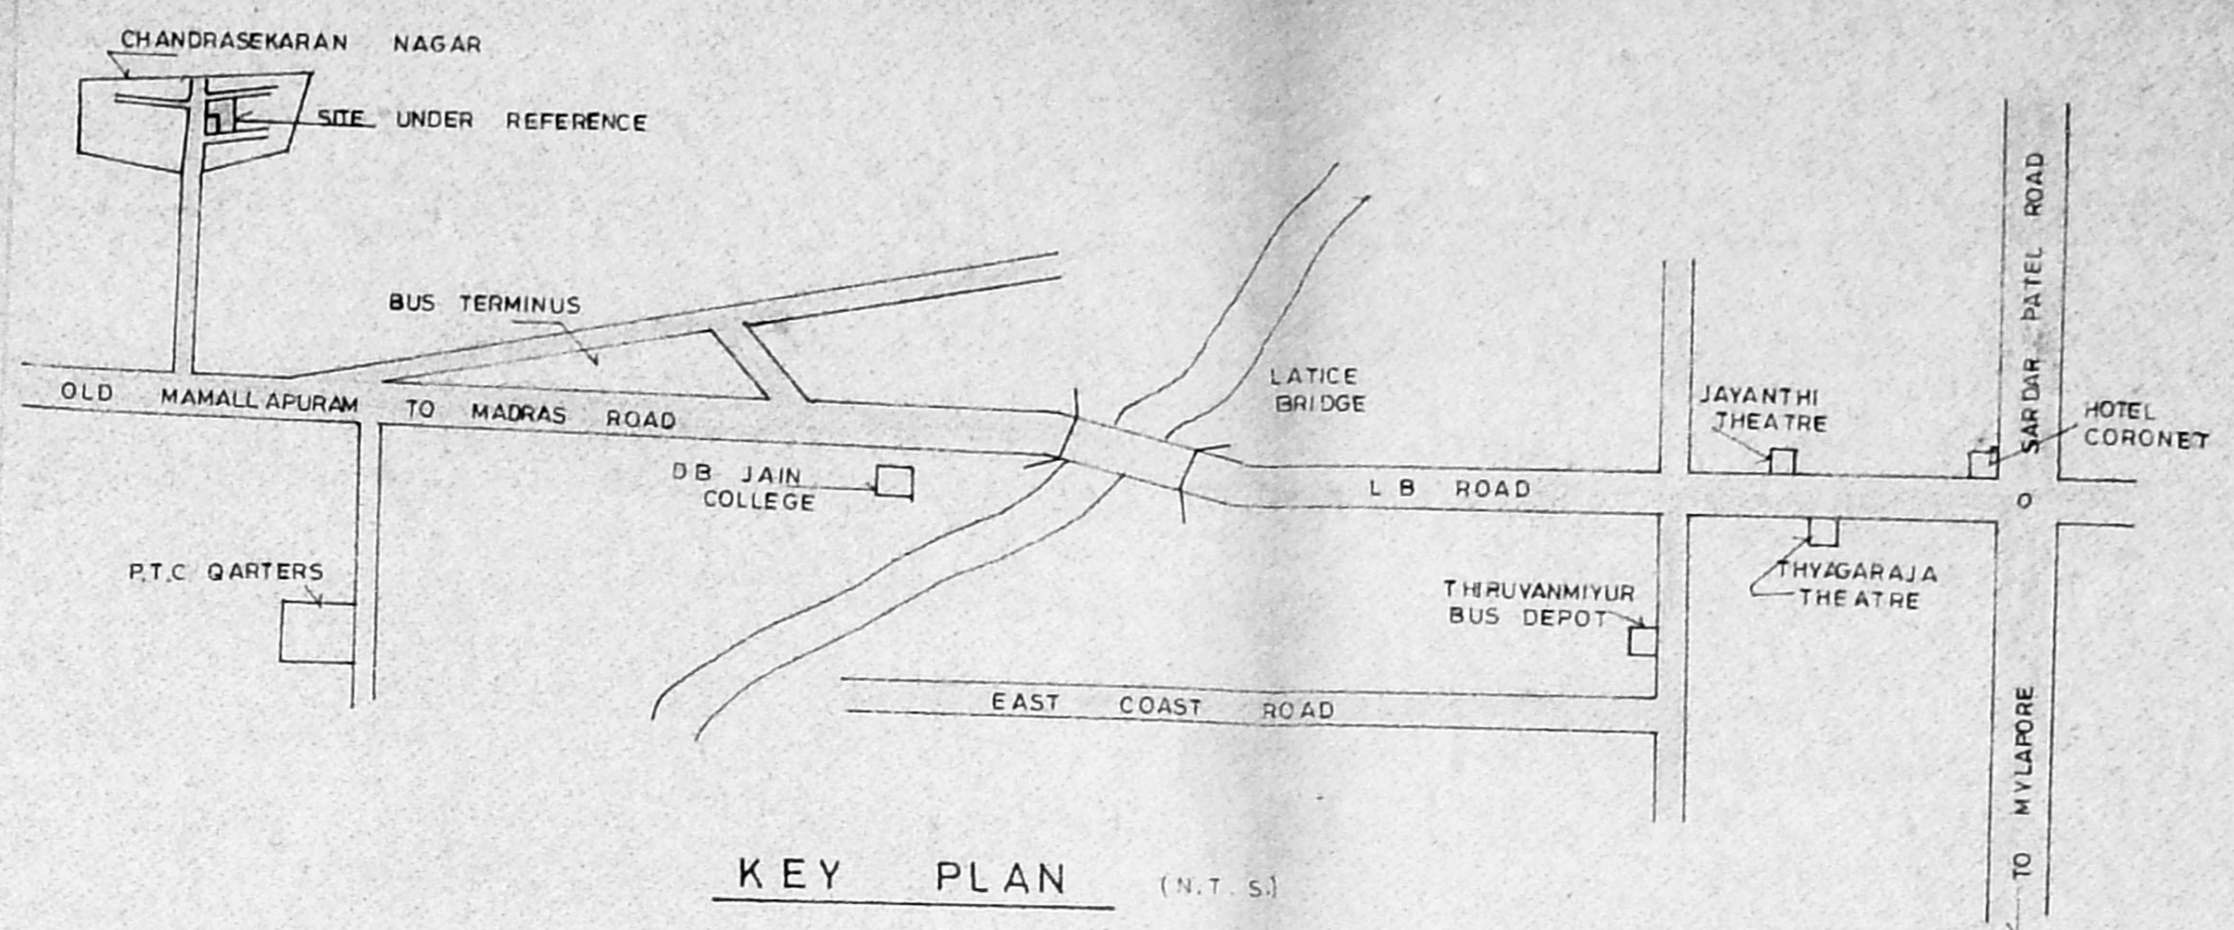 CHANDRASEKARAN NAGAR
SITE UNDER REFERENCE
BUS TERMINUS
OLD MAMALLAPURAM TO MADRAS ROAD
DB JAIN
COLLEGE
P.T.C QARTERS
LATICE
BRIDGE
L B ROAD
JAYANTHI
THEATRE
SARDAR PATEL ROAD
HOTEL
CORONET
THYAGARAJA
THEATRE
THIRUVANMIYUR
BUS DEPOT
EAST COAST ROAD
TO MYLAPORE
KEY PLAN (N.T.S.)